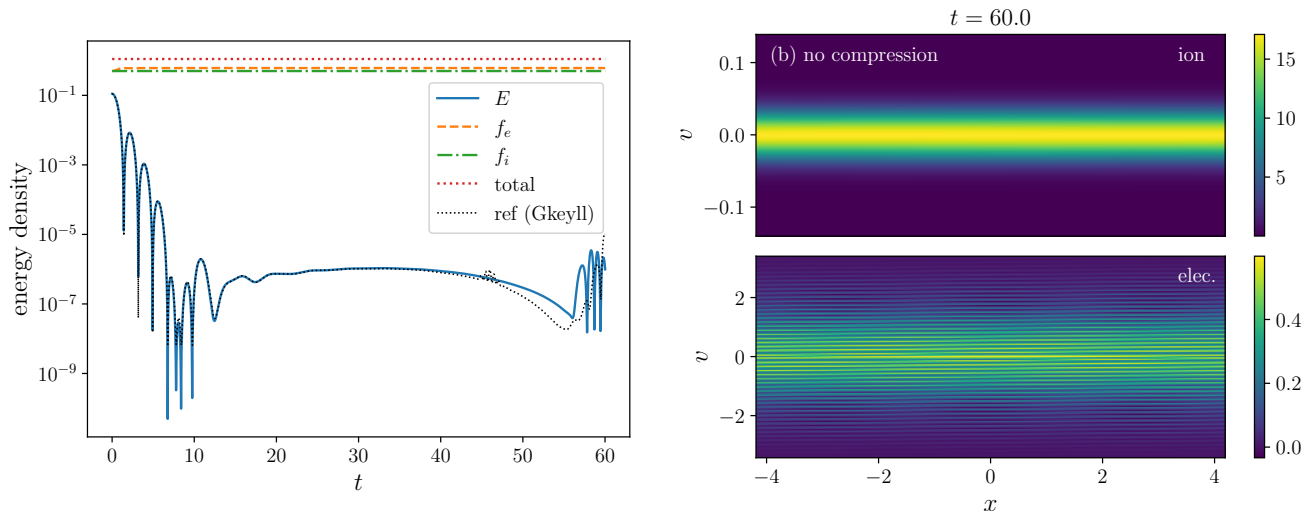 energy density
10⁻¹
10⁻³
10⁻⁵
10⁻⁷
10⁻⁹
0 10 20 30 40 50 60
t
E
f_e
f_i
total
ref (Gkeyll)
t = 60.0
(b) no compression ion
v
0.1
0.0
−0.1
15
10
5
elec.
v
2
0
−2
0.4
0.2
0.0
−4 −2 0 2 4
x